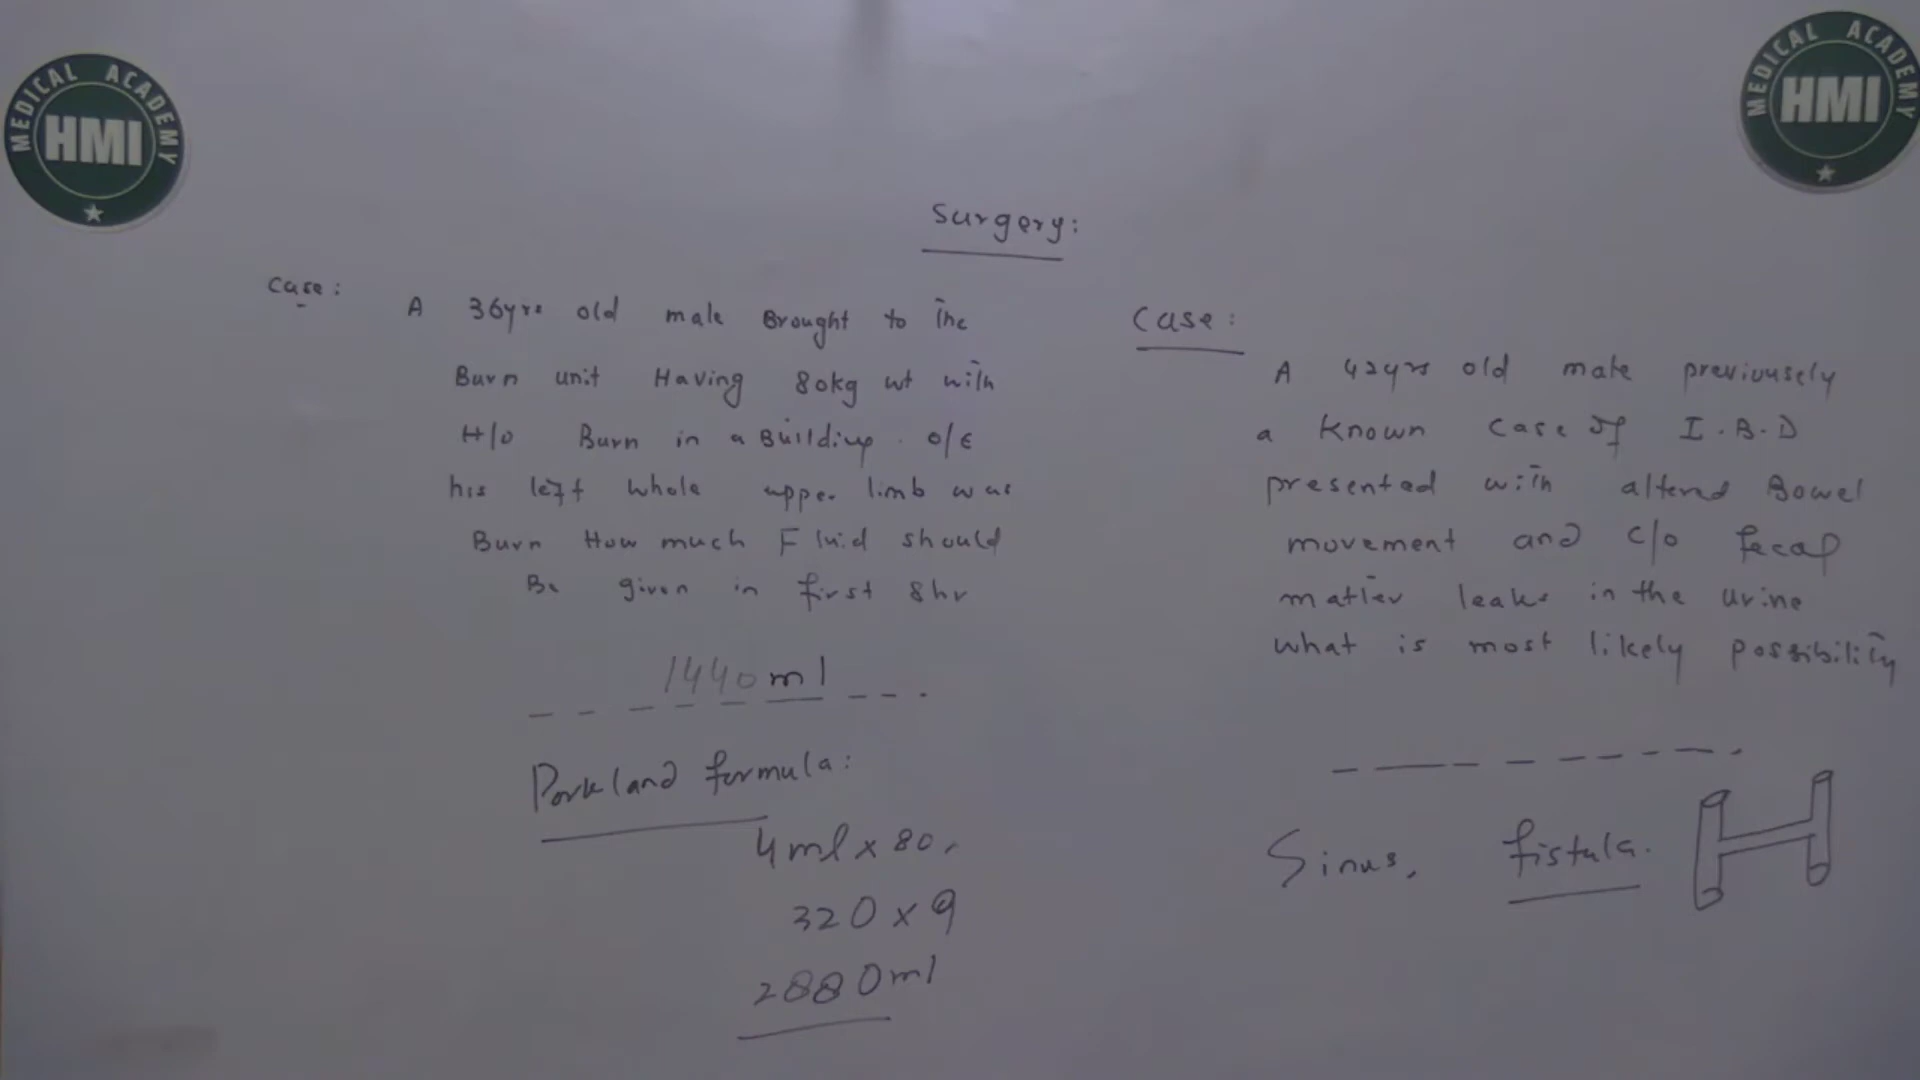 MEDICAL ACADEMY
HMI
MEDICAL ACADEMY
HMI
Surgery:
Case:
A 36yrs old male Brought to the
Burn unit Having 80kg wt with
H/o Burn in a Building. o/E
his left whole upper limb was
Burn How much Fluid should
Be given in first 8hr
1440ml
Parkland formula:
4ml x 80,
320 x 9
2880ml
Case:
A 42yrs old male previousely
a known case of I.B.D
presented with altered Bowel
movement and c/o fecal
matter leaks in the urine
what is most likely possibility
Sinus, fistula.